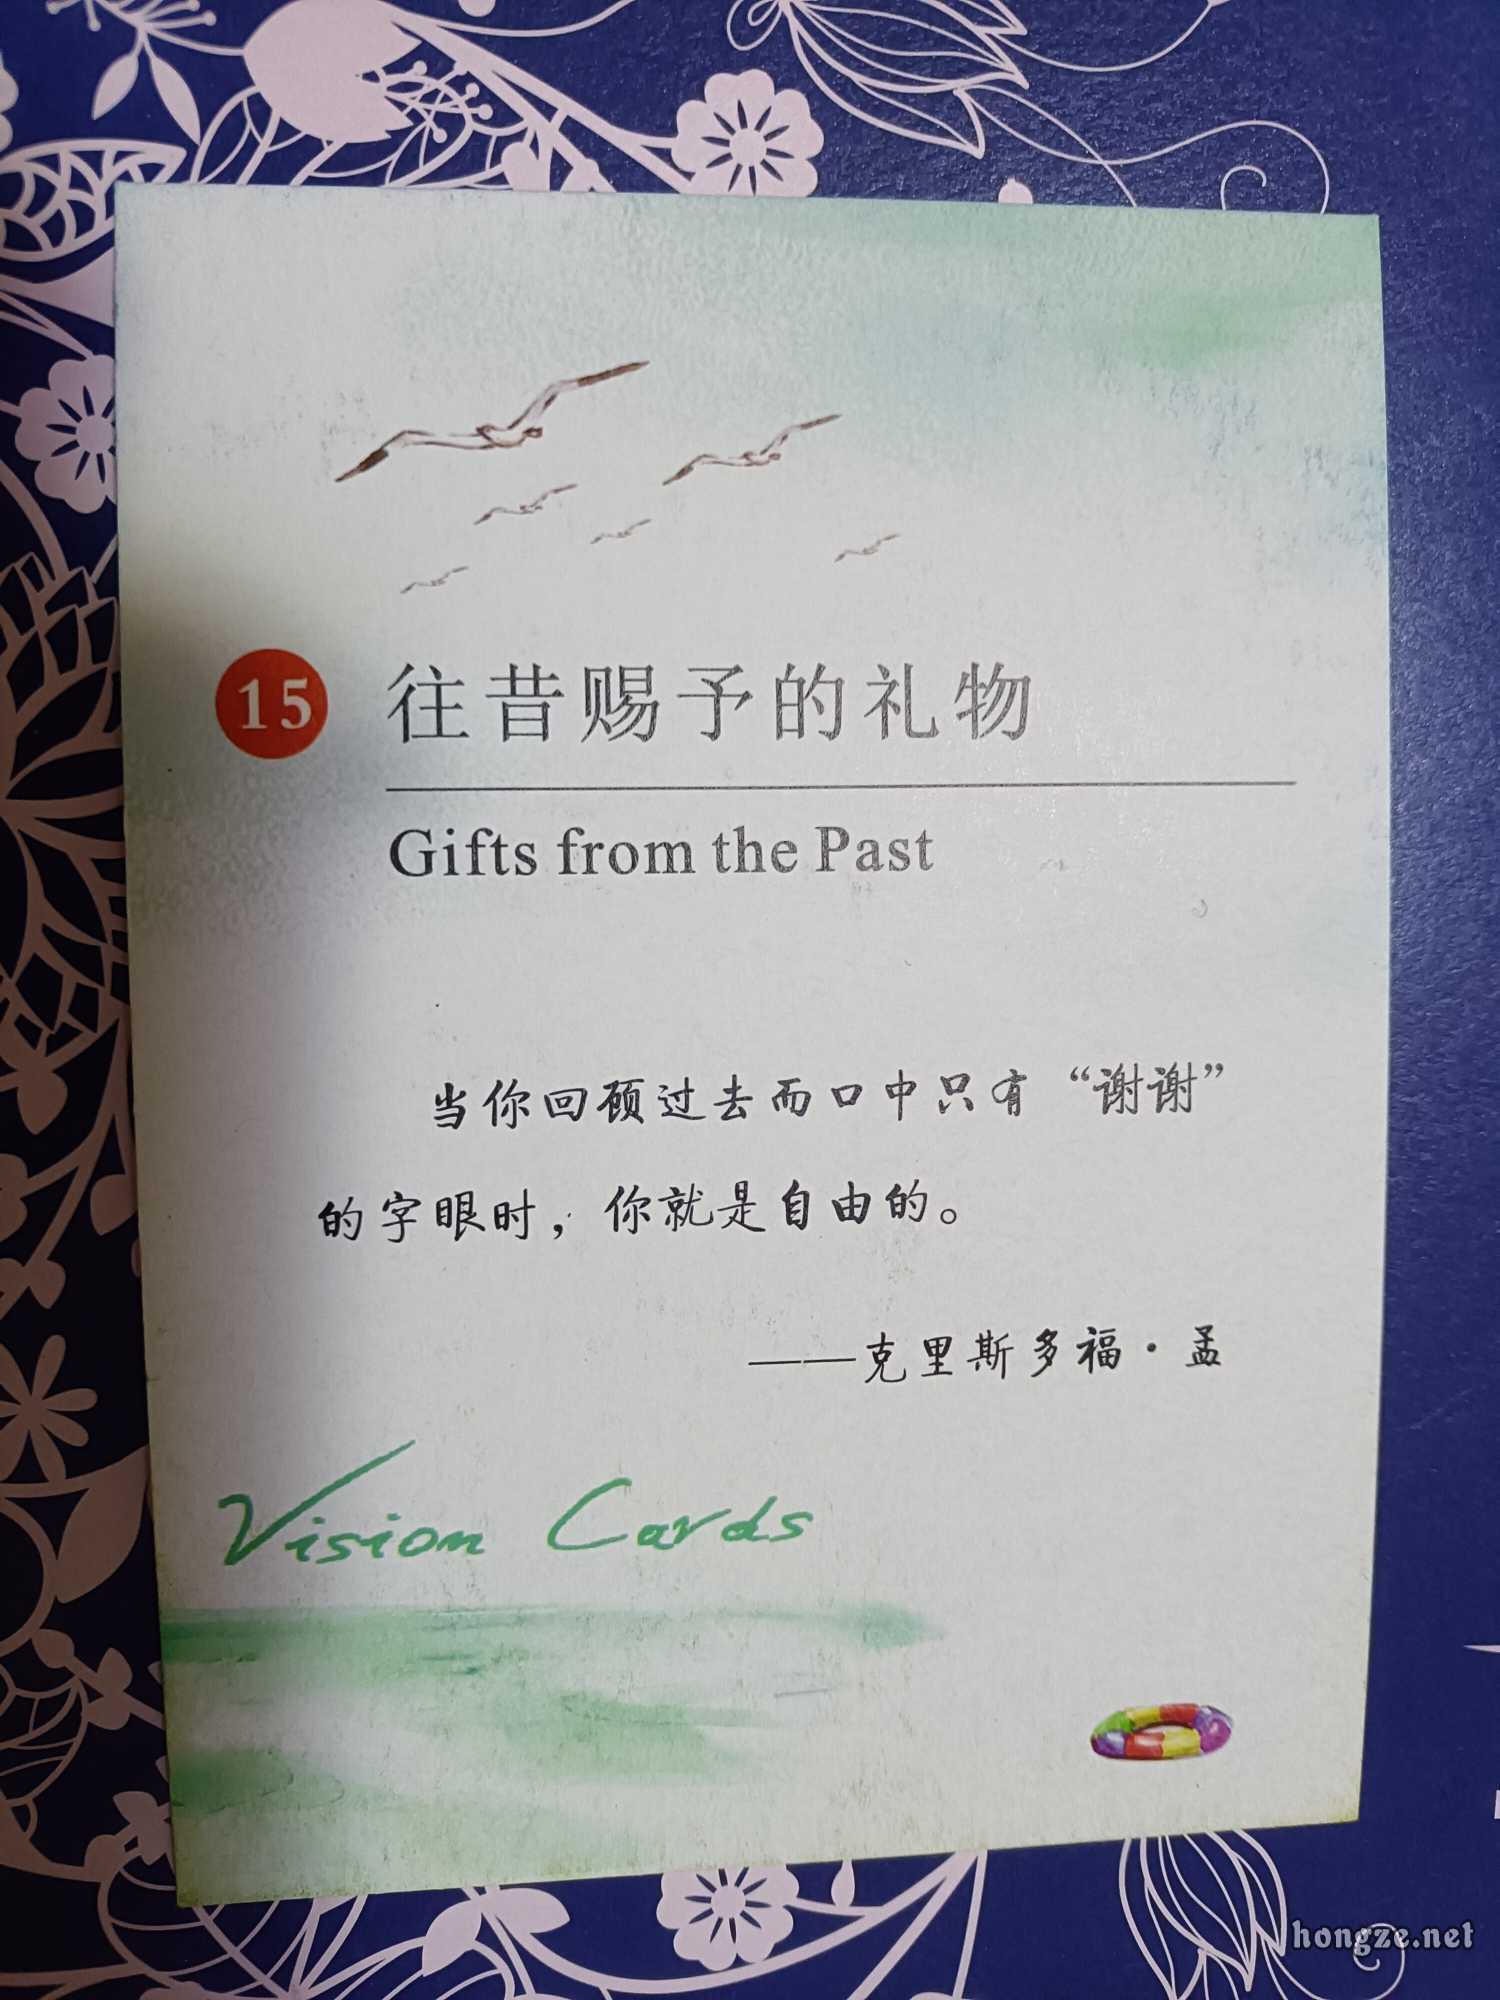 15 往昔赐予的礼物
Gifts from the Past
当你回顾过去而口中只有“谢谢”
的字眼时，你就是自由的。
——克里斯多福·孟
Vision Cards
hongze.net